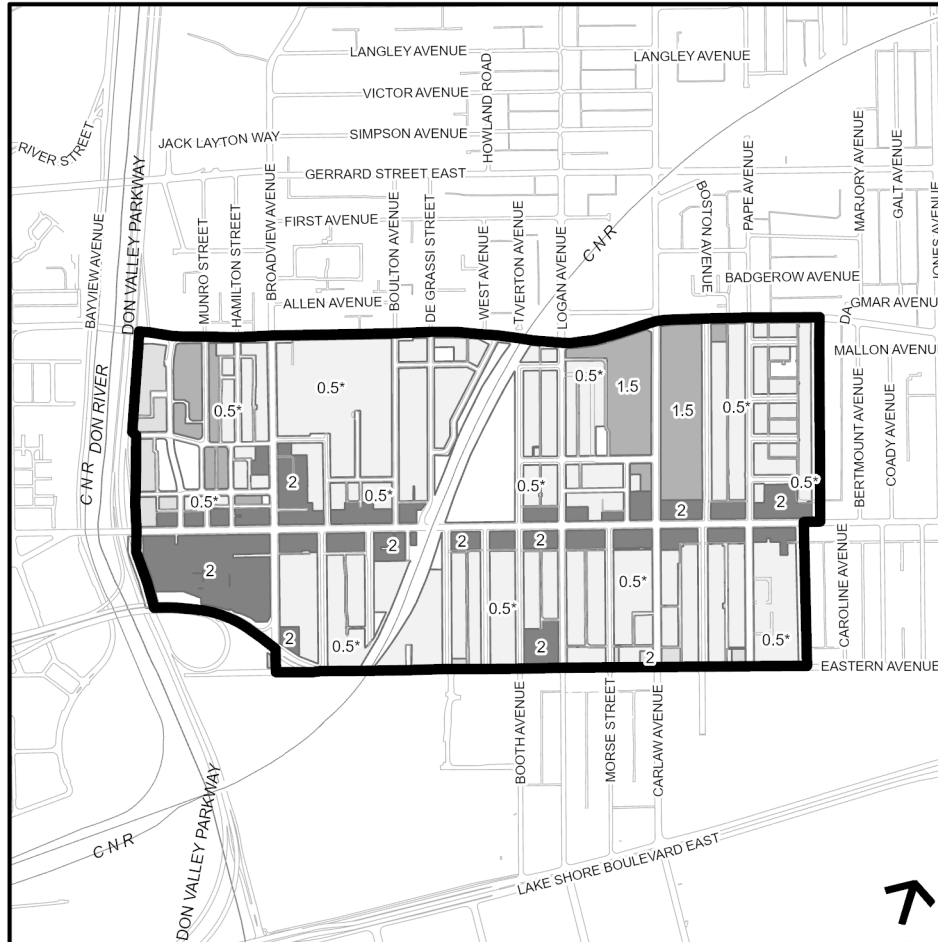 LANGLEY AVENUE
LANGLEY AVENUE
HOWLAND ROAD
VICTOR AVENUE
RIVER STREET
JACK LAYTON WAY
SIMPSON AVENUE
GERRARD STREET EAST
PAPE AVENUE
MARJORY AVENUE
GALT AVENUE
JONES AVENUE
BAYVIEW AVENUE
DON VALLEY PARKWAY
MUNRO STREET
HAMILTON STREET
BROADVIEW AVENUE
FIRST AVENUE
BOULTON AVENUE
DE GRASSI STREET
WEST AVENUE
TIVERTON AVENUE
LOGAN AVENUE
C N R
BOSTON AVENUE
BADGEROW AVENUE
ALLEN AVENUE
DAGMAR AVENUE
MALLON AVENUE
C N R
DON RIVER
0.5*
0.5*
0.5*
1.5
1.5
0.5*
BERTMOUNT AVENUE
COADY AVENUE
2
0.5*
0.5*
0.5*
0.5*
2
2
2
2
2
2
0.5*
0.5*
CAROLINE AVENUE
2
0.5*
2
2
0.5*
EASTERN AVENUE
BOOTH AVENUE
MORSE STREET
CARLAW AVENUE
DON VALLEY PARKWAY
C N R
LAKE SHORE BOULEVARD EAST